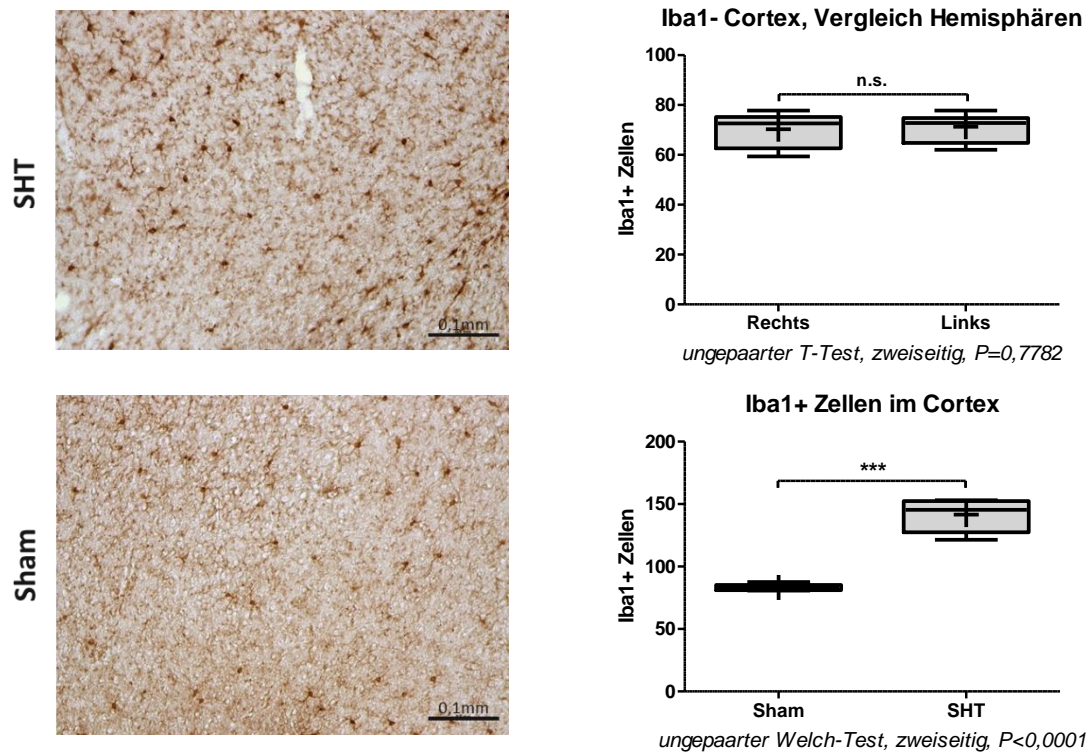 SHT
0,1mm
Iba1- Cortex, Vergleich Hemisphären
Iba1+ Zellen
100
80
60
40
20
0
n.s.
Rechts
Links
ungepaarter T-Test, zweiseitig, P=0,7782
Sham
0,1mm
Iba1+ Zellen im Cortex
Iba1+ Zellen
200
150
100
50
0
***
Sham
SHT
ungepaarter Welch-Test, zweiseitig, P<0,0001